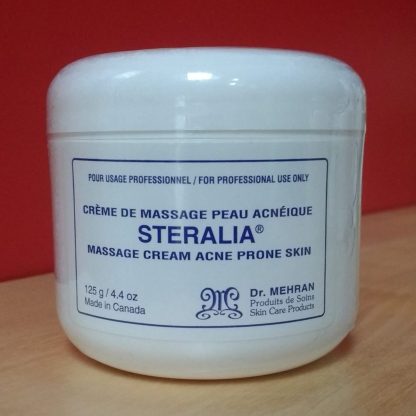 POUR USAGE PROFESSIONNEL / FOR PROFESSIONAL USE ONLY
CRÈME DE MASSAGE PEAU ACNÉIQUE
STERALIA®
MASSAGE CREAM ACNE PRONE SKIN
125 g / 4,4 oz
Made in Canada
Dr. MEHRAN
Produits de Soins
Skin Care Products